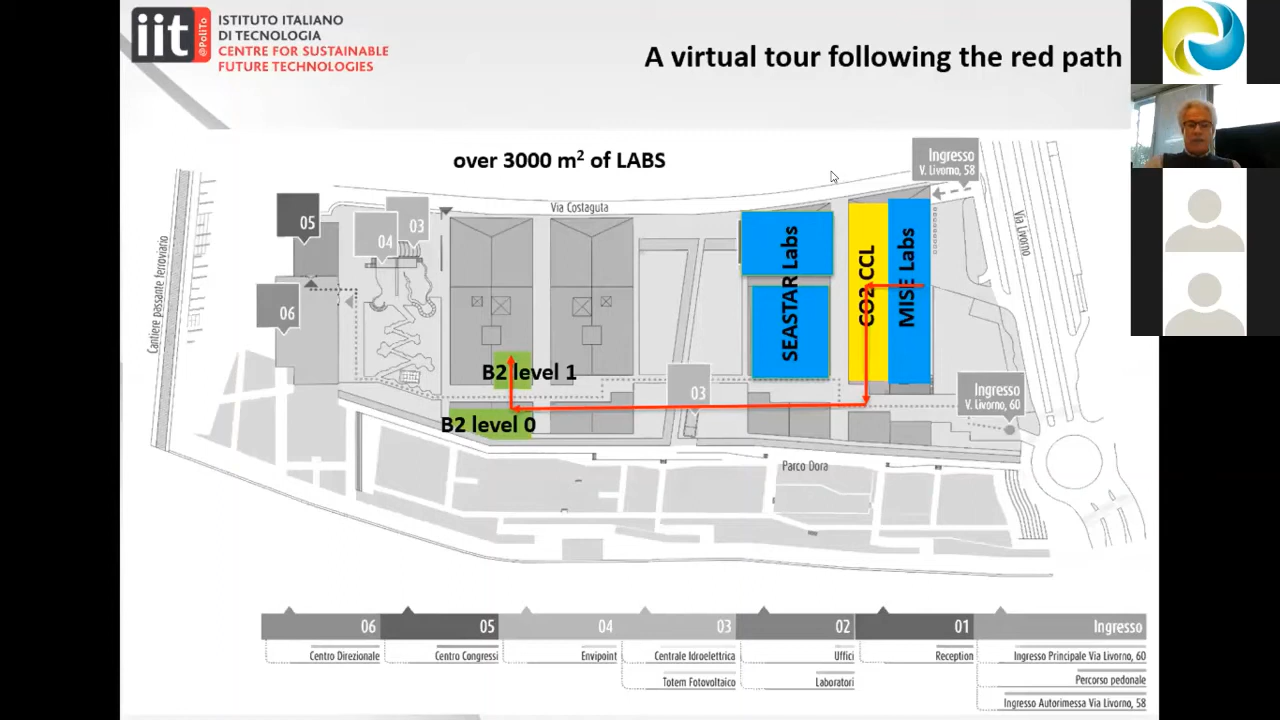 iit
@PoliTo
ISTITUTO ITALIANO
DI TECNOLOGIA
CENTRE FOR SUSTAINABLE
FUTURE TECHNOLOGIES
A virtual tour following the red path
over 3000 m² of LABS
Ingresso
V. Livorno, 58
Via Costaguta
05
04
03
06
Cantiere passante ferroviario
Via Livorno
SEASTAR Labs
CO2 CCL
MISE Labs
B2 level 1
B2 level 0
03
Ingresso
V. Livorno, 60
Parco Dora
06
05
04
03
02
01
Ingresso
Centro Direzionale
Centro Congressi
Envipoint
Centrale Idroelettrica
Uffici
Reception
Ingresso Principale Via Livorno, 60
Totem Fotovoltaico
Laboratori
Percorso pedonale
Ingresso Autorimessa Via Livorno, 58